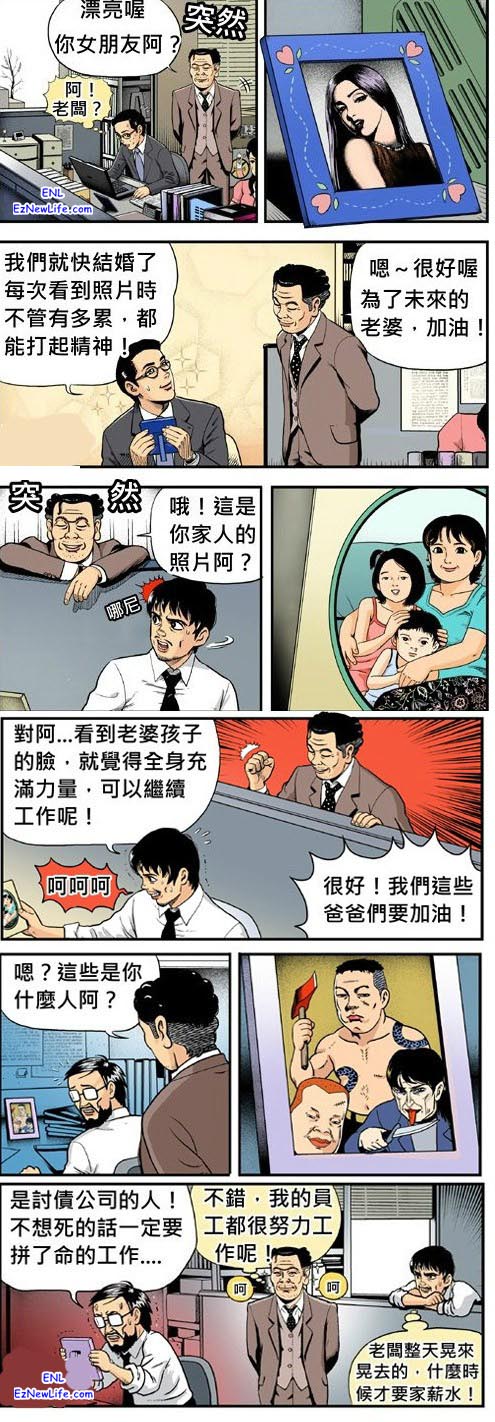 漂亮喔
你女朋友阿？
突然
阿！
老闆？
ENL
EzNewLife.com
我們就快結婚了
每次看到照片時
不管有多累，都
能打起精神！
嗯～很好喔
為了未來的
老婆，加油！
突然
哦！這是
你家人的
照片阿？
哪尼
對阿...看到老婆孩子
的臉，就覺得全身充
滿力量，可以繼續
工作呢！
呵呵呵
很好！我們這些
爸爸們要加油！
嗯？這些是你
什麼人阿？
是討債公司的人！
不想死的話一定要
拼了命的工作....
不錯，我的員
工都很努力工
作呢！
呵
呵
老闆整天晃來
晃去的，什麼時
候才要家薪水！
ENL
EzNewLife.com